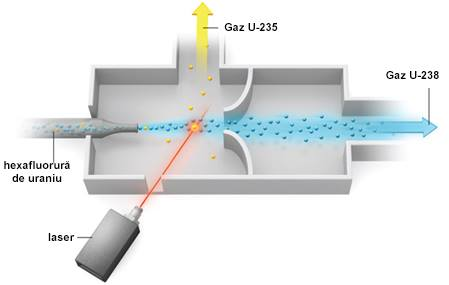 Gaz U-235
Gaz U-238
hexafluorură
de uraniu
laser